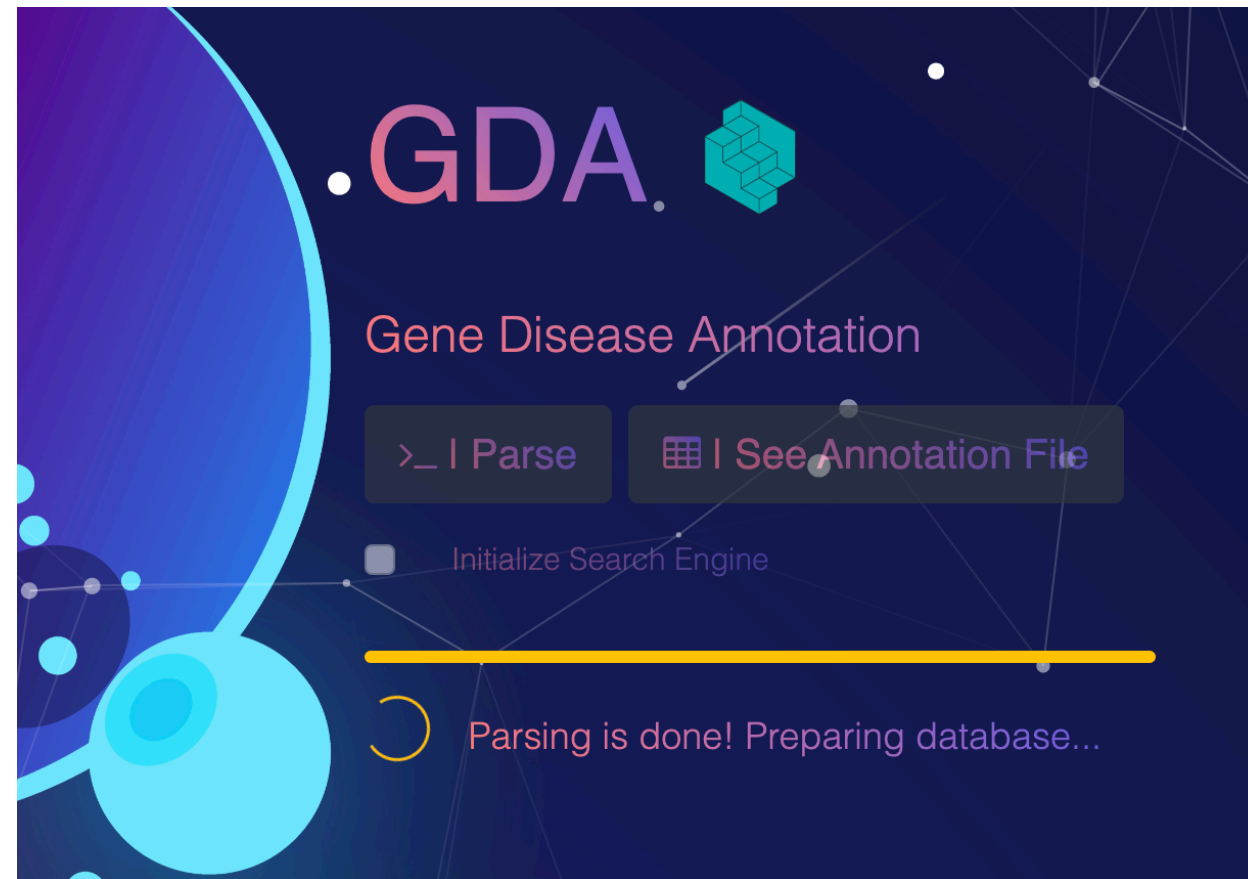 GDA
Gene Disease Annotation
>_ | Parse
| See Annotation File
Initialize Search Engine
Parsing is done! Preparing database...